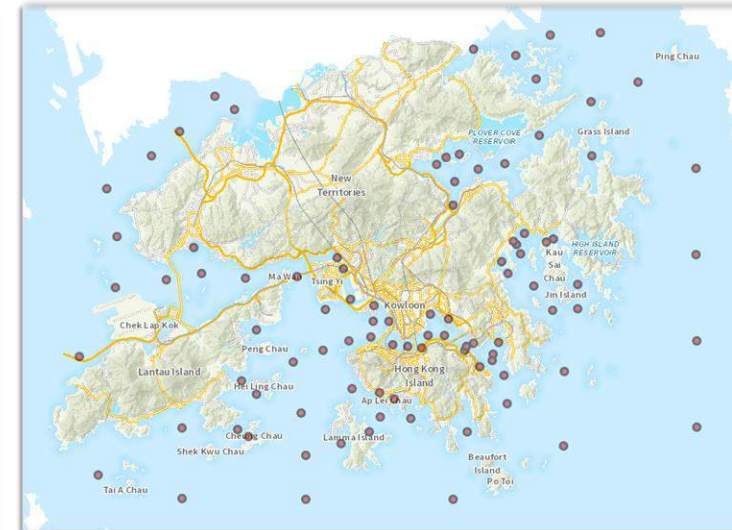 Ping Chau
PLOVER COVE
RESERVOIR
Grass Island
New
Territories
HIGH ISLAND
RESERVOIR
Kau
Sai
Chau
Ma Wan
Tsing Yi
Jin Island
Kowloon
Chek Lap Kok
Peng Chau
Lantau Island
Hong Kong
Island
Hei Ling Chau
Ap Lei Chau
Cheung Chau
Lamma Island
Shek Kwu Chau
Beaufort
Island
Po Toi
Tai A Chau